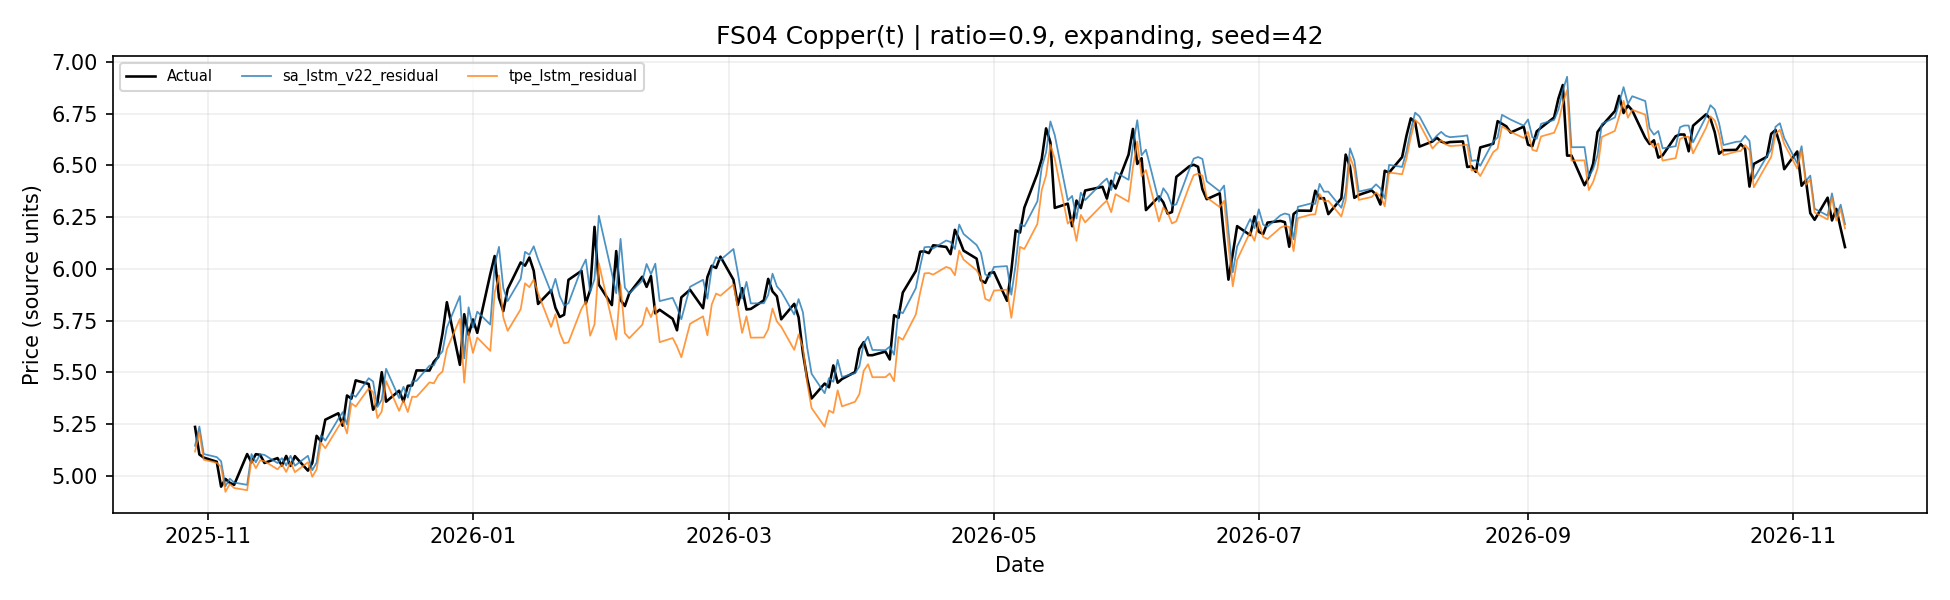 FS04 Copper(t) | ratio=0.9, expanding, seed=42
Actual sa_lstm_v22_residual tpe_lstm_residual
7.00
6.75
6.50
6.25
6.00
5.75
5.50
5.25
5.00
Price (source units)
2025-11 2026-01 2026-03 2026-05 2026-07 2026-09 2026-11
Date